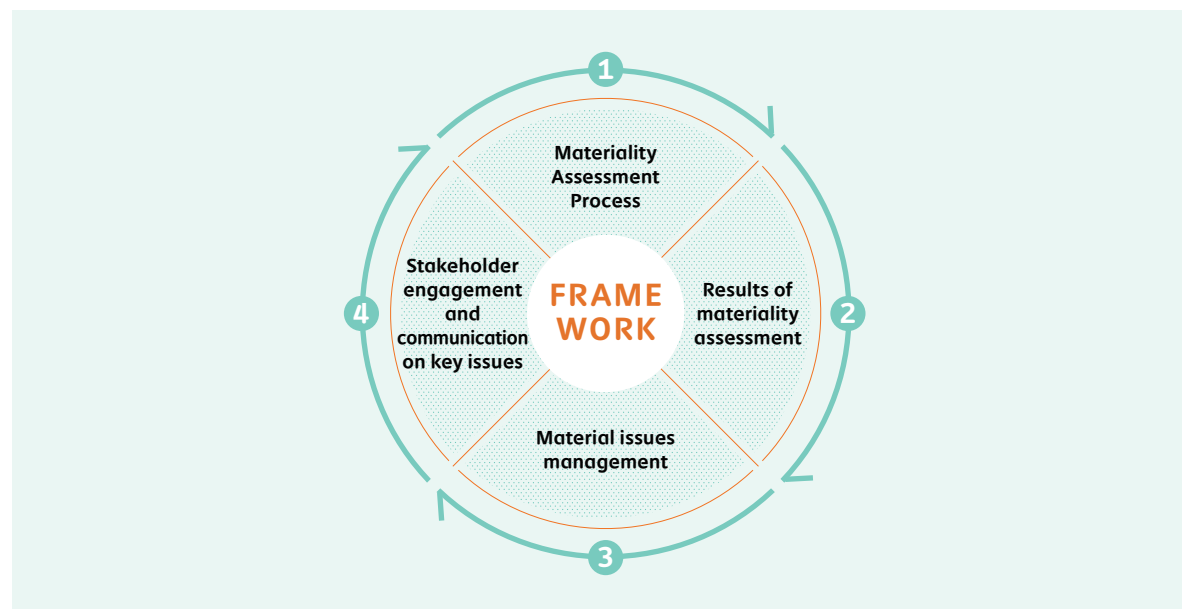 1
Materiality
Assessment
Process
2
Results of
materiality
assessment
3
Material issues
management
4
Stakeholder
engagement
and
communication
on key issues
FRAME
WORK